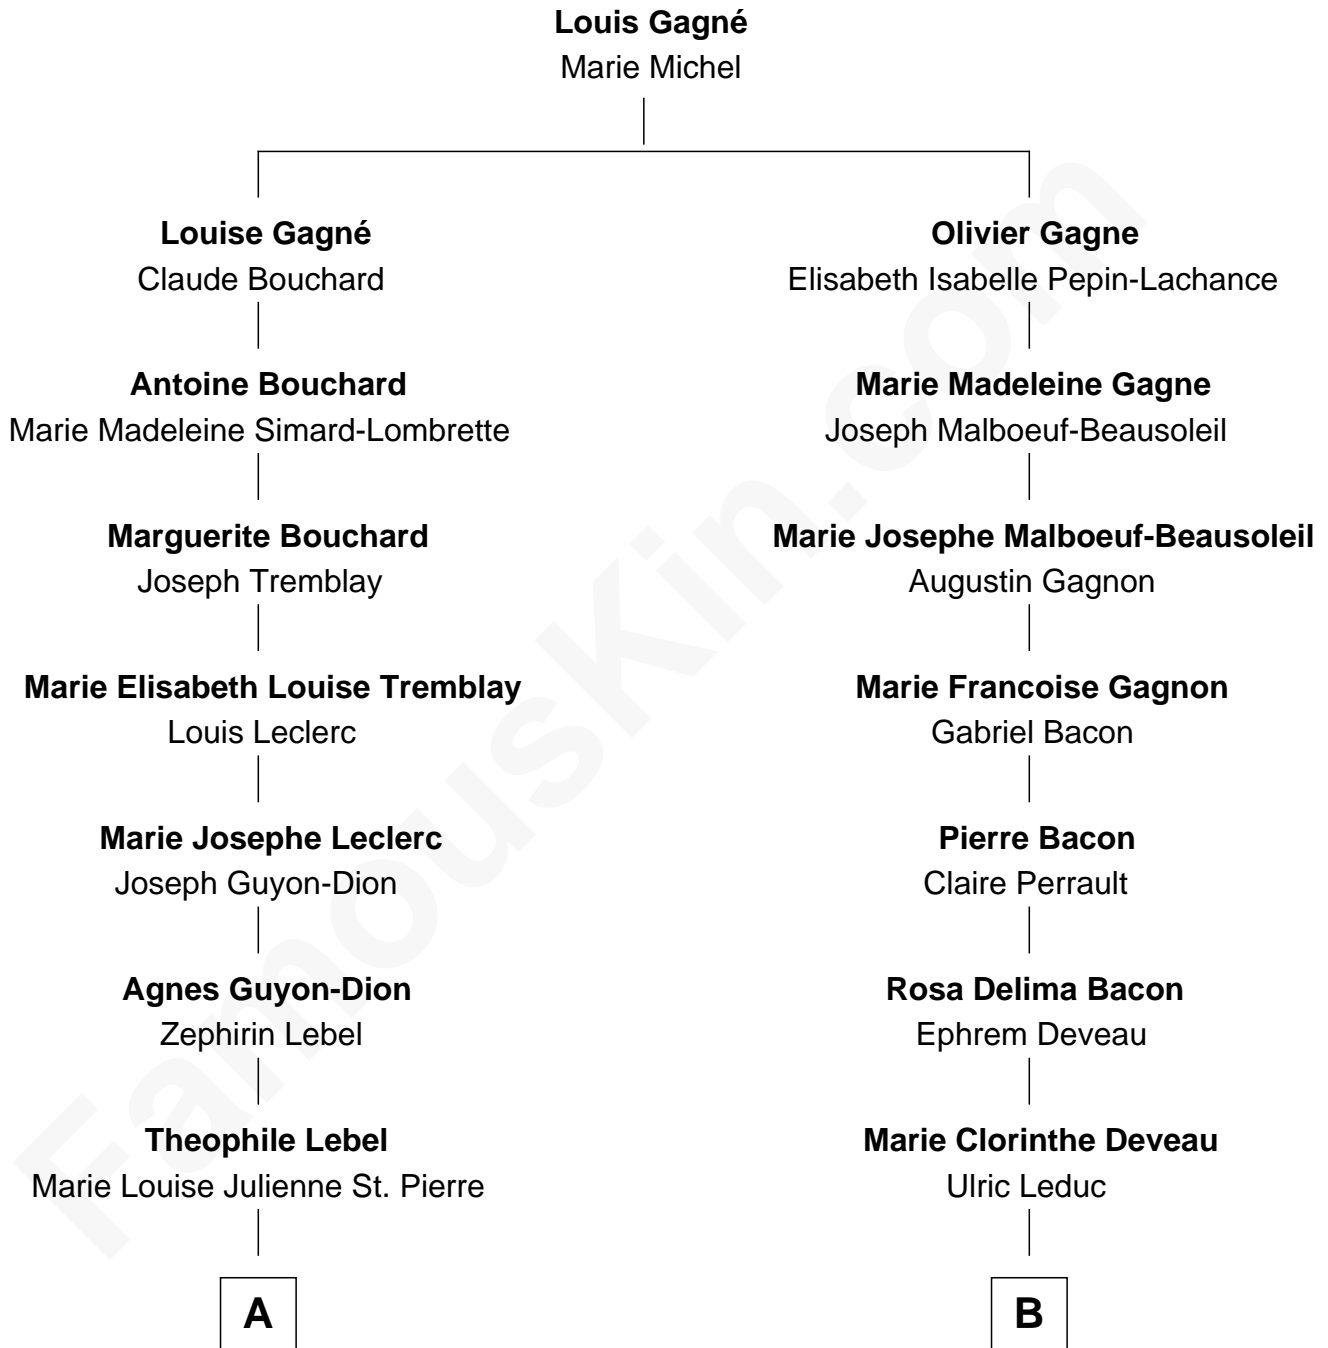 Louis Gagné
Marie Michel
Louise Gagné
Claude Bouchard
Antoine Bouchard
Marie Madeleine Simard-Lombrette
Marguerite Bouchard
Joseph Tremblay
Marie Elisabeth Louise Tremblay
Louis Leclerc
Marie Josephe Leclerc
Joseph Guyon-Dion
Agnes Guyon-Dion
Zephirin Lebel
Theophile Lebel
Marie Louise Julienne St. Pierre
A
Olivier Gagne
Elisabeth Isabelle Pepin-Lachance
Marie Madeleine Gagne
Joseph Malboeuf-Beausoleil
Marie Josephe Malboeuf-Beausoleil
Augustin Gagnon
Marie Francoise Gagnon
Gabriel Bacon
Pierre Bacon
Claire Perrault
Rosa Delima Bacon
Ephrem Deveau
Marie Clorinthe Deveau
Ulric Leduc
B
FamousKin.com